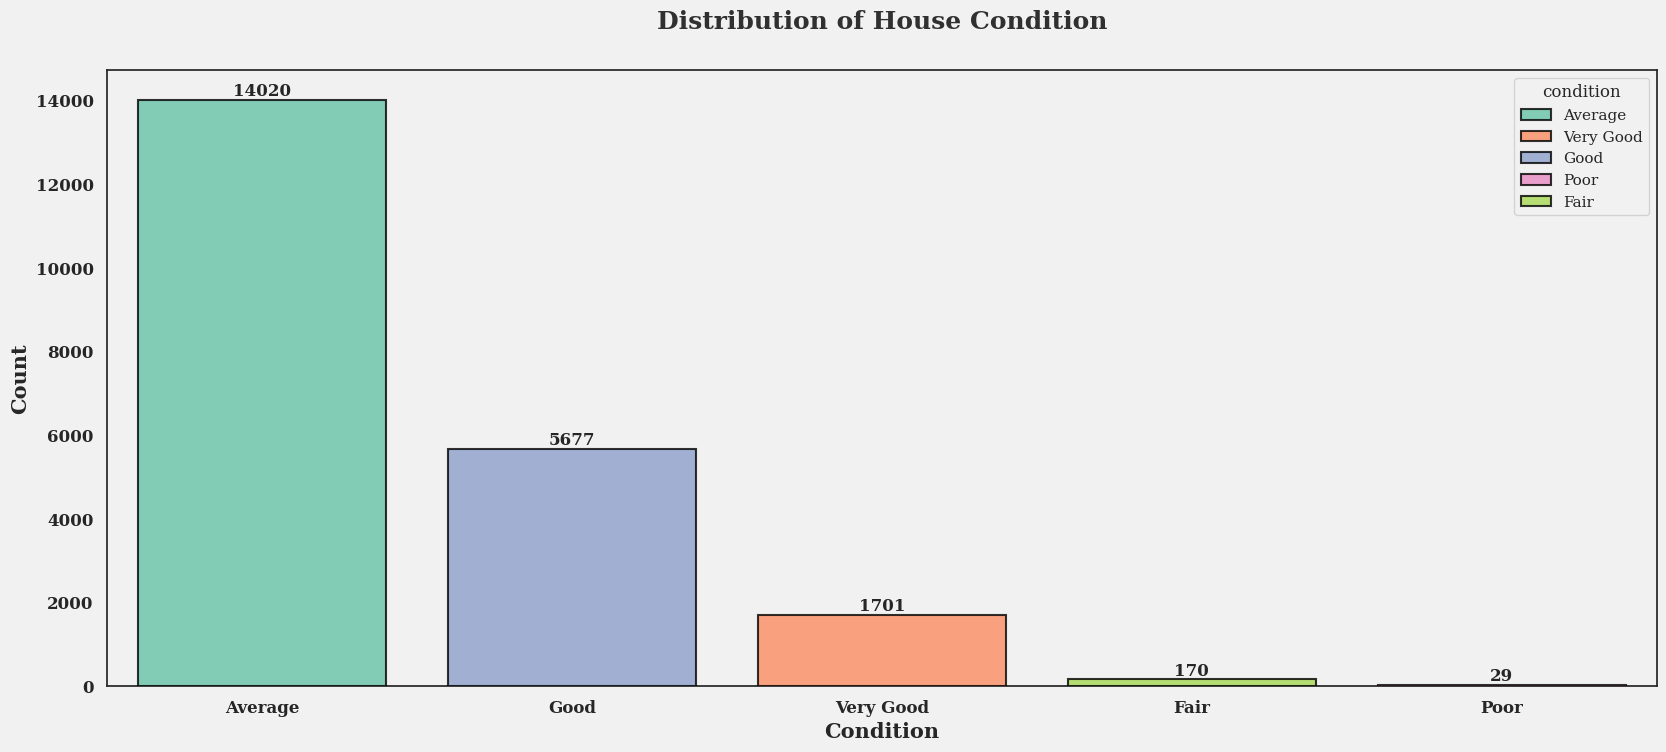 Distribution of House Condition
14020
5677
1701
170
29
condition
Average
Very Good
Good
Poor
Fair
14000
12000
10000
8000
6000
4000
2000
0
Count
Average Good Very Good Fair Poor
Condition